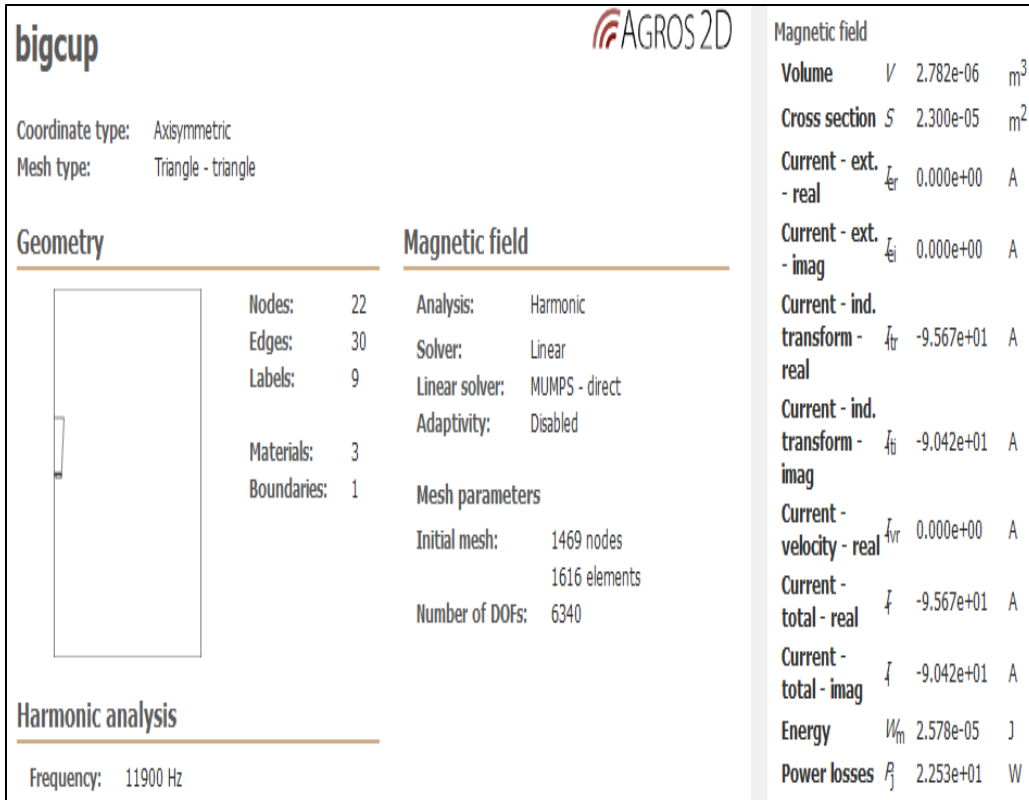 bigcup
AGROS 2D
Coordinate type: Axisymmetric
Mesh type: Triangle - triangle
Geometry
Nodes: 22
Edges: 30
Labels: 9
Materials: 3
Boundaries: 1
Magnetic field
Analysis: Harmonic
Solver: Linear
Linear solver: MUMPS - direct
Adaptivity: Disabled
Mesh parameters
Initial mesh: 1469 nodes
1616 elements
Number of DOFs: 6340
Harmonic analysis
Frequency: 11900 Hz
Magnetic field
Volume V 2.782e-06 m3
Cross section S 2.300e-05 m2
Current - ext.
- real Ier 0.000e+00 A
Current - ext.
- imag Iei 0.000e+00 A
Current - ind.
transform - Itr -9.567e+01 A
real
Current - ind.
transform - Iti -9.042e+01 A
imag
Current -
velocity - real Ivr 0.000e+00 A
Current -
total - real I -9.567e+01 A
Current -
total - imag I -9.042e+01 A
Energy Wm 2.578e-05 J
Power losses Pj 2.253e+01 W